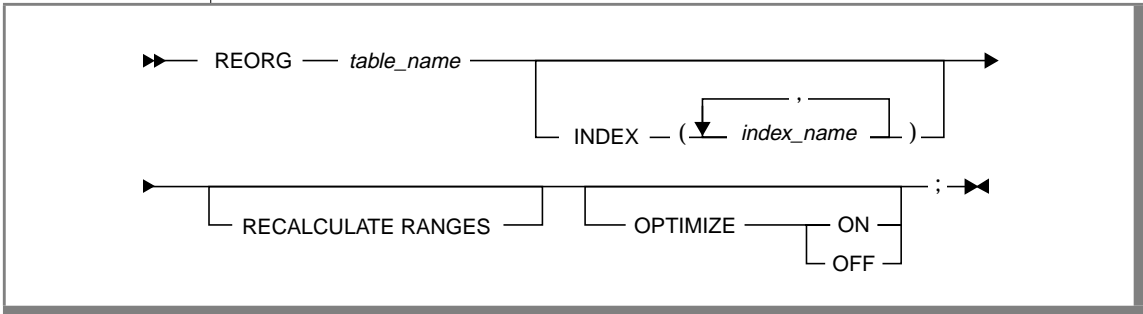 REORG table_name
,
INDEX ( index_name )
RECALCULATE RANGES OPTIMIZE ON ;
OFF